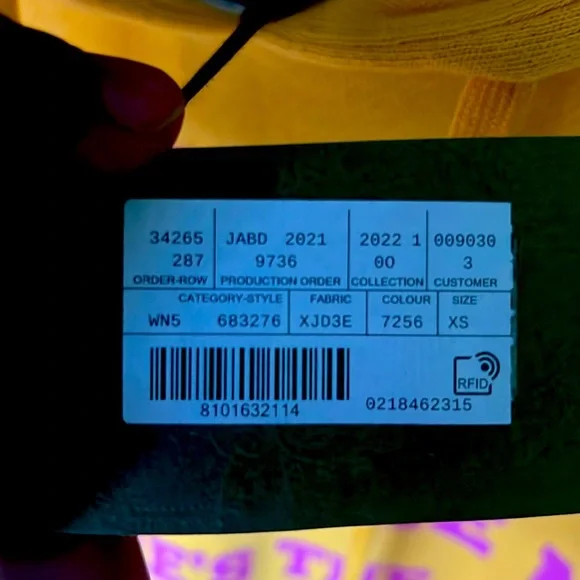 34265 JABD 2021 2022 1 009030
287 9736 00 3
ORDER-ROW PRODUCTION ORDER COLLECTION CUSTOMER
CATEGORY-STYLE FABRIC COLOUR SIZE
WN5 683276 XJD3E 7256 XS
RFID
8101632114 0218462315